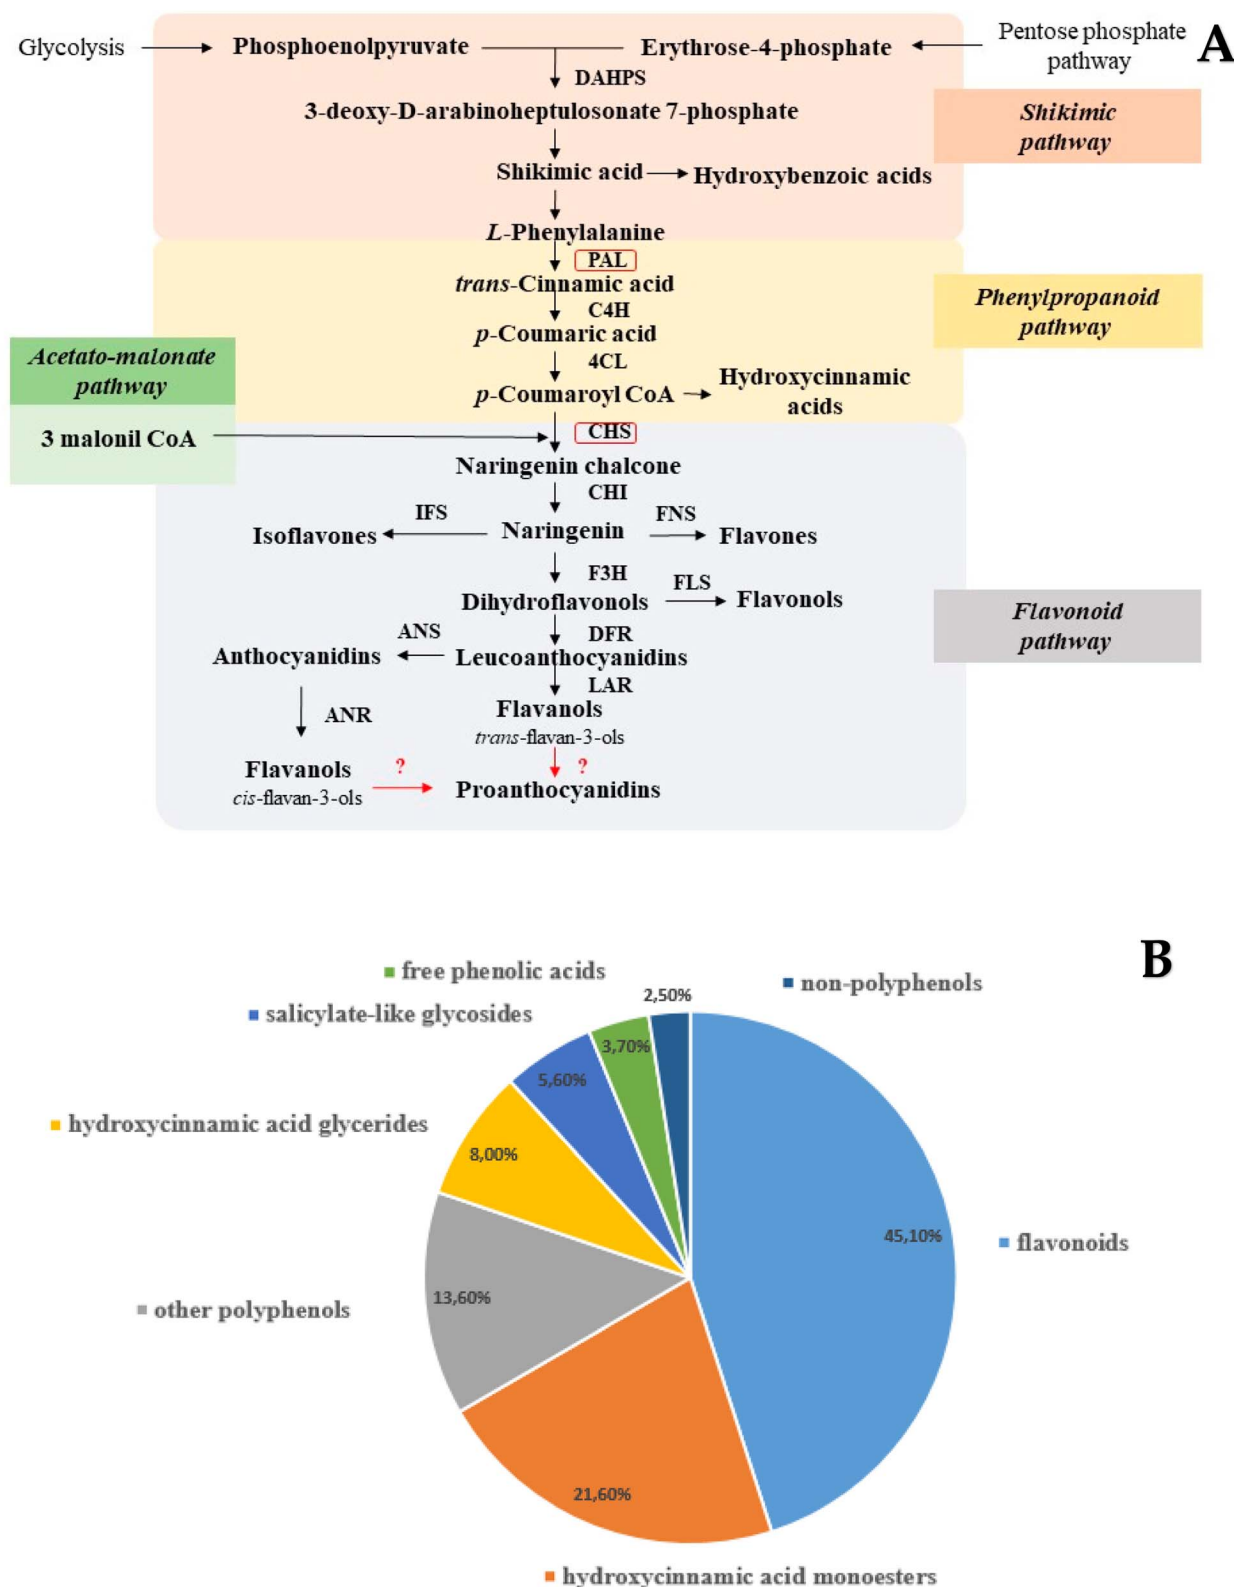 Glycolysis
Phosphoenolpyruvate
Erythrose-4-phosphate
Pentose phosphate
pathway
A
DAHPS
3-deoxy-D-arabinoheptulosonate 7-phosphate
Shikimic
pathway
Shikimic acid
Hydroxybenzoic acids
L-Phenylalanine
PAL
trans-Cinnamic acid
C4H
Phenylpropanoid
pathway
p-Coumaric acid
4CL
Acetato-malonate
pathway
p-Coumaroyl CoA
Hydroxycinnamic
acids
3 malonil CoA
CHS
Naringenin chalcone
CHI
IFS
FNS
Isoflavones
Naringenin
Flavones
F3H
FLS
Dihydroflavonols
Flavonols
Flavonoid
pathway
ANS
DFR
Anthocyanidins
Leucoanthocyanidins
LAR
ANR
Flavanols
trans-flavan-3-ols
Flavanols
cis-flavan-3-ols
?
?
Proanthocyanidins
B
free phenolic acids
non-polyphenols
2,50%
salicylate-like glycosides
3,70%
5,60%
hydroxycinnamic acid glycerides
8,00%
45,10%
flavonoids
other polyphenols
13,60%
21,60%
hydroxycinnamic acid monoesters